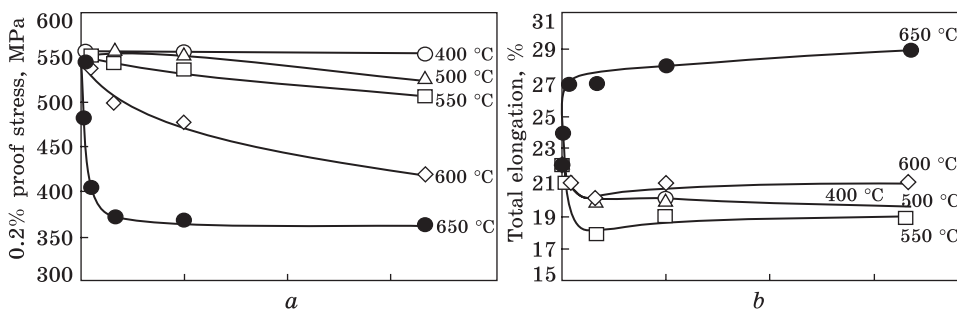 0.2% proof stress, MPa
600
550
500
450
400
350
300
400 °C
500 °C
550 °C
600 °C
650 °C
a
Total elongation, %
31
29
27
25
23
21
19
17
15
650 °C
600 °C
400 °C
500 °C
550 °C
b